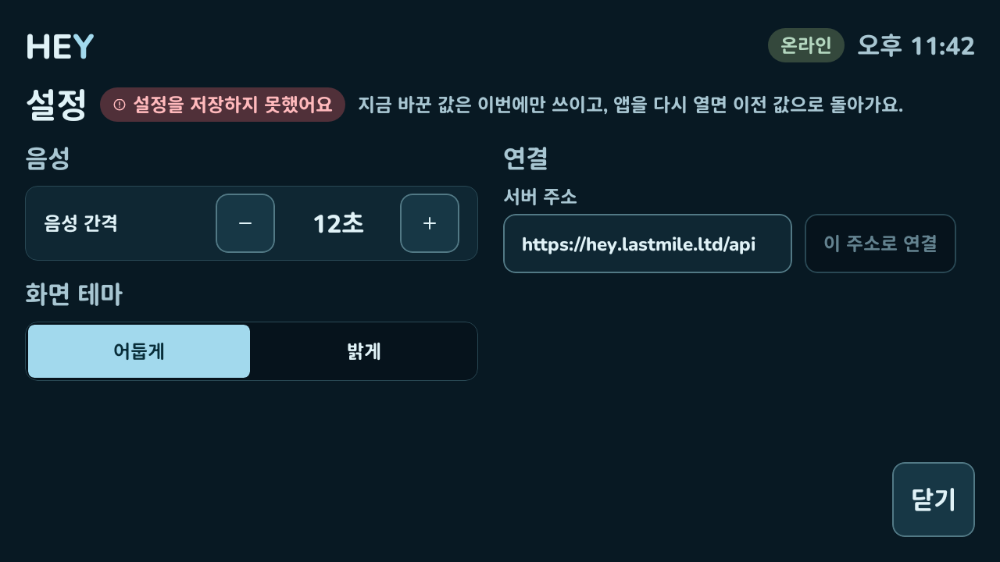 HEY
온라인 오후 11:42
설정 설정을 저장하지 못했어요 지금 바꾼 값은 이번에만 쓰이고, 앱을 다시 열면 이전 값으로 돌아가요.
음성
음성 간격 − 12초 +
화면 테마
어둡게 밝게
연결
서버 주소
https://hey.lastmile.ltd/api 이 주소로 연결
닫기